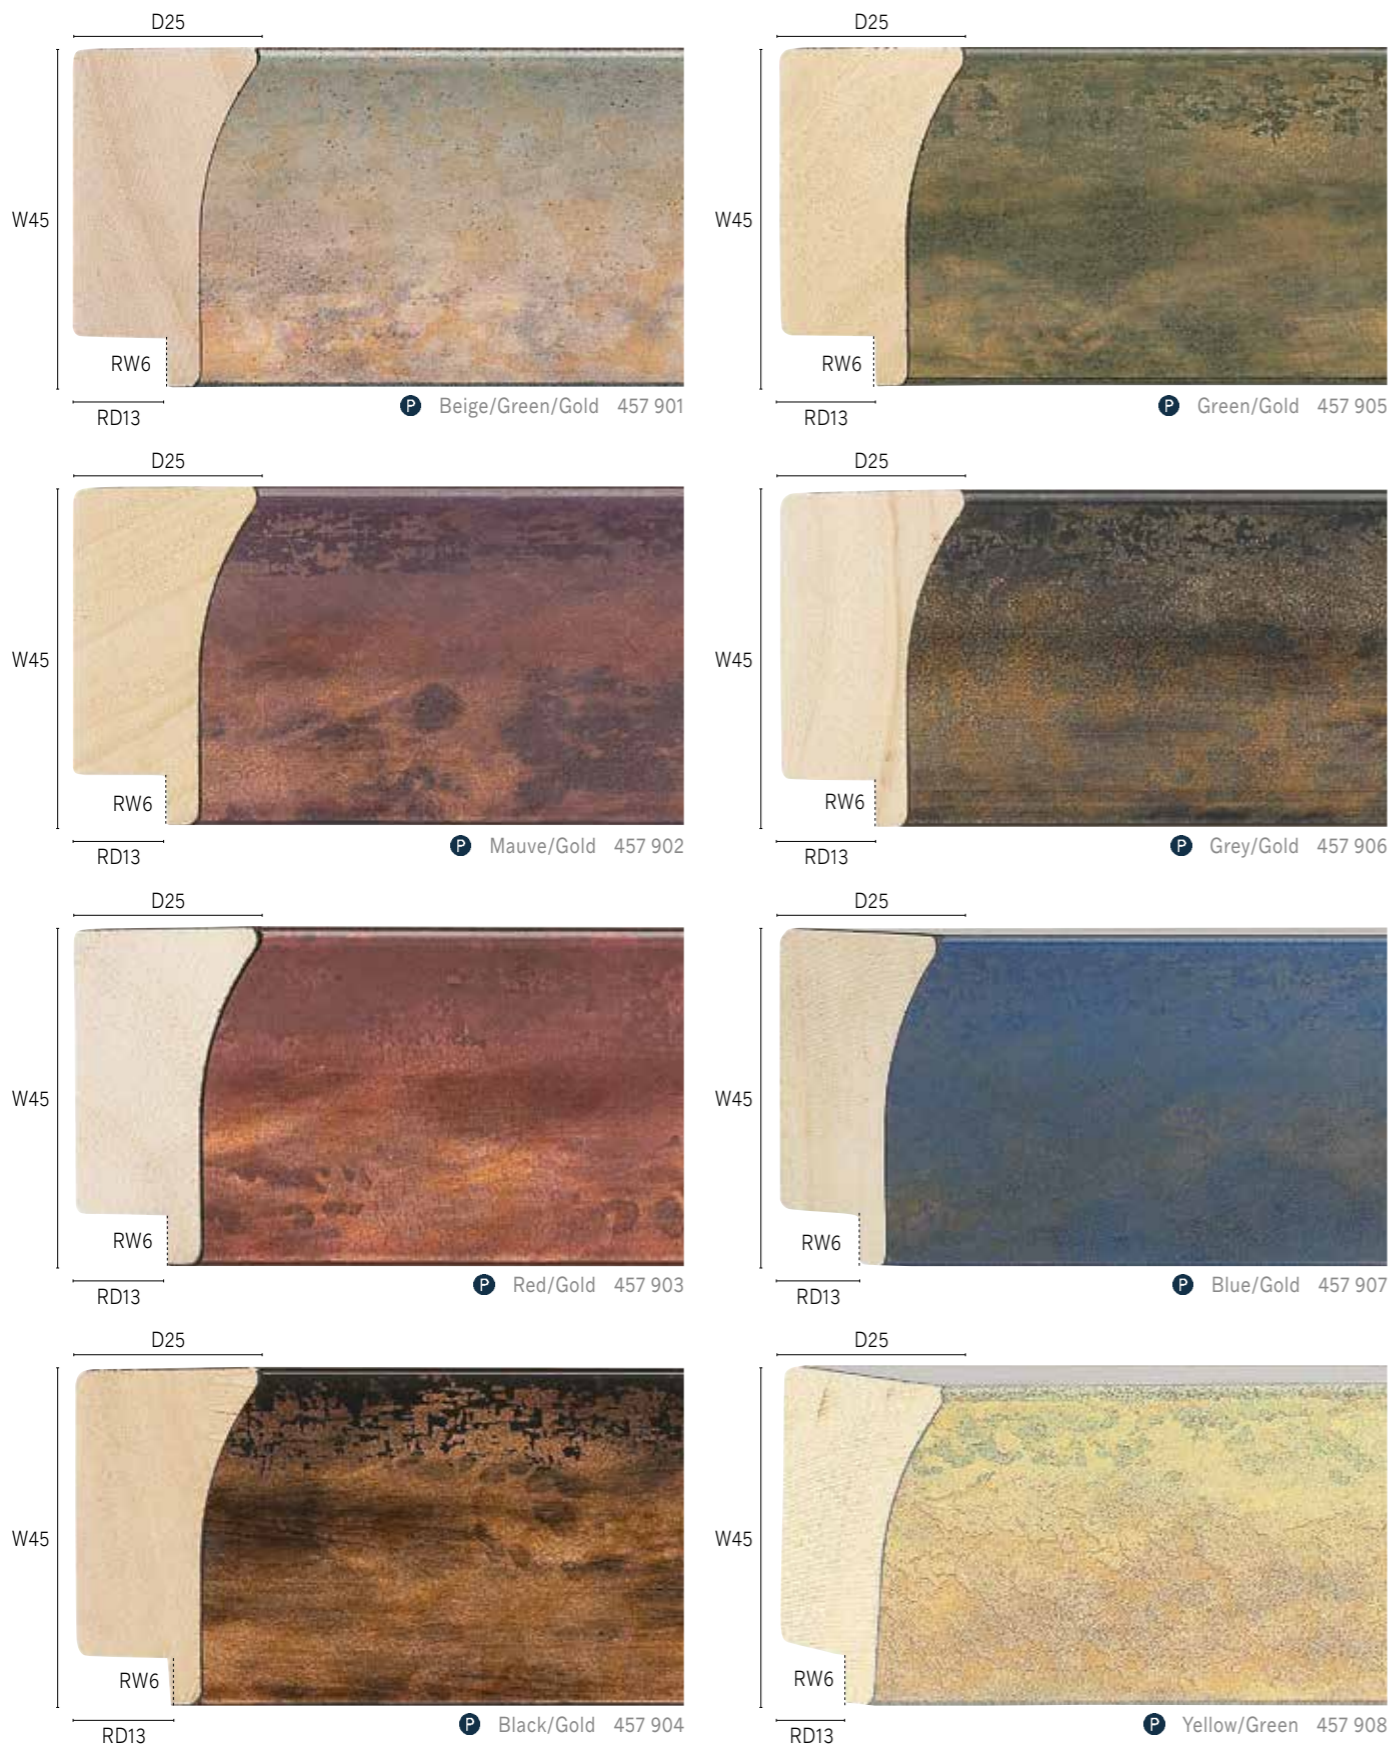 D25
W45
RW6
RD13
P Beige/Green/Gold 457 901
D25
W45
RW6
RD13
P Green/Gold 457 905
D25
W45
RW6
RD13
P Mauve/Gold 457 902
D25
W45
RW6
RD13
P Grey/Gold 457 906
D25
W45
RW6
RD13
P Red/Gold 457 903
D25
W45
RW6
RD13
P Blue/Gold 457 907
D25
W45
RW6
RD13
P Black/Gold 457 904
D25
W45
RW6
RD13
P Yellow/Green 457 908